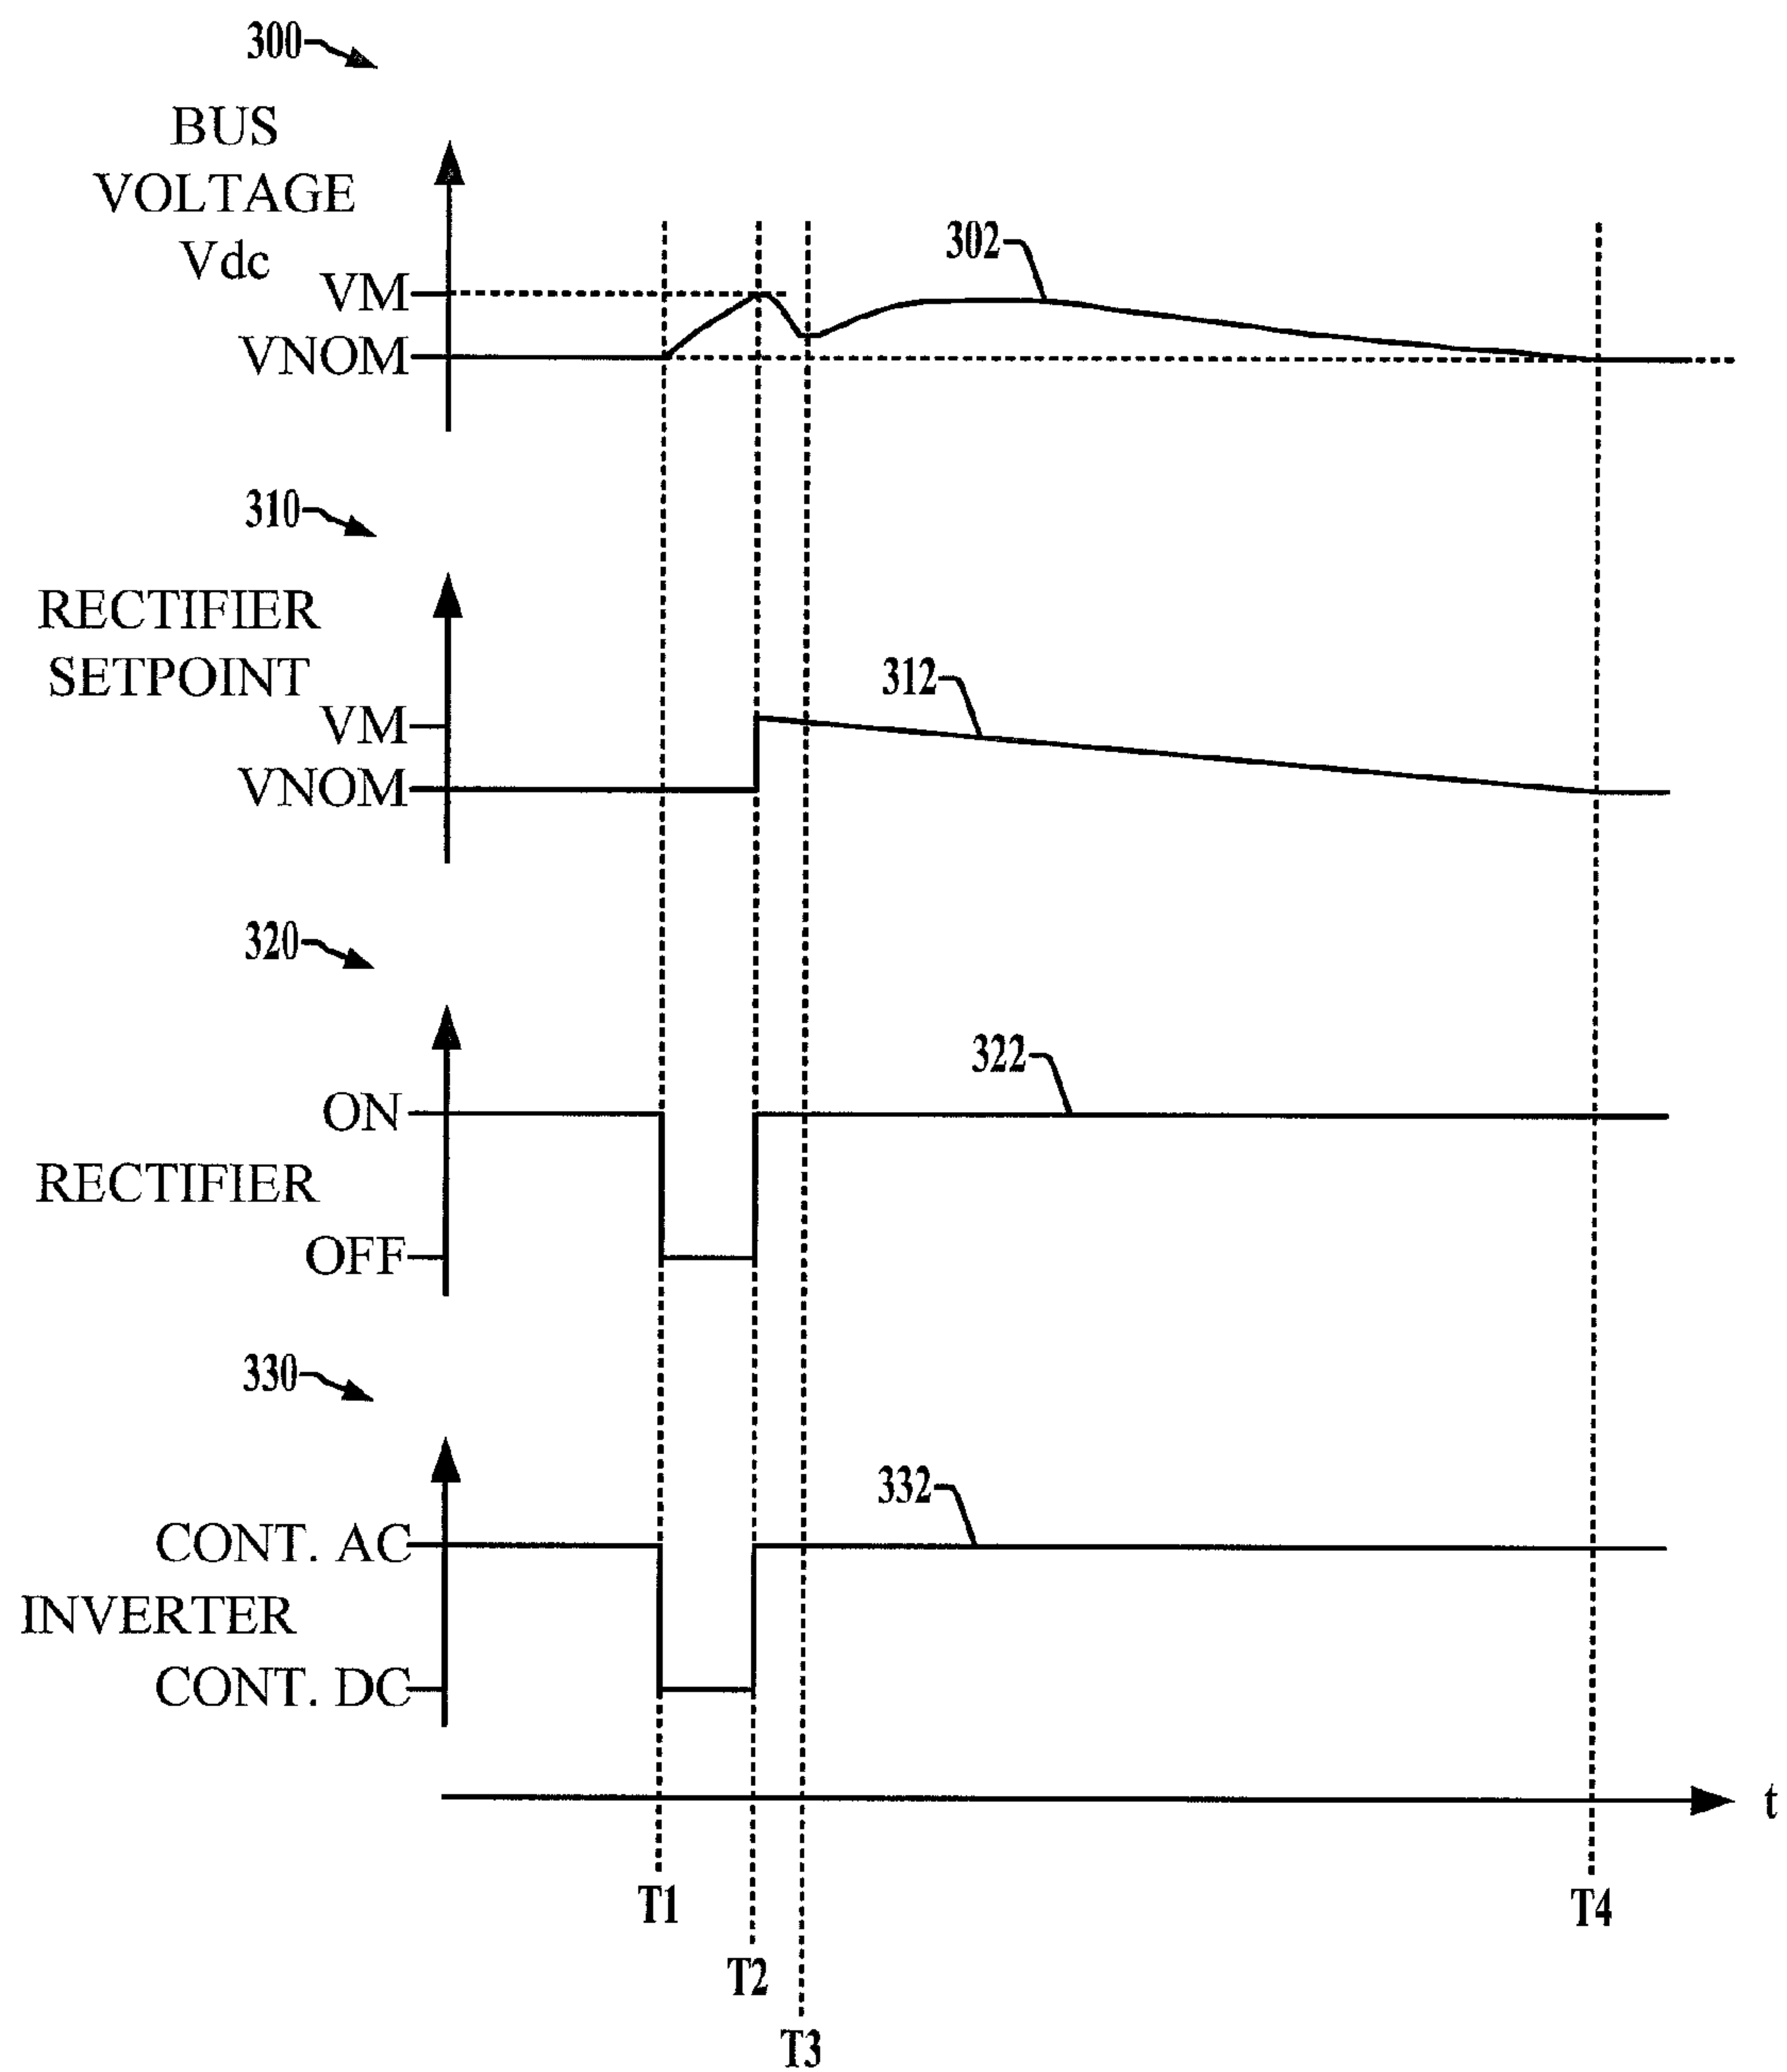 300
BUS
VOLTAGE
Vdc
302
VM
VNOM
310
RECTIFIER
SETPOINT
312
VM
VNOM
320
322
ON
RECTIFIER
OFF
330
332
CONT. AC
INVERTER
CONT. DC
t
T1
T4
T2
T3